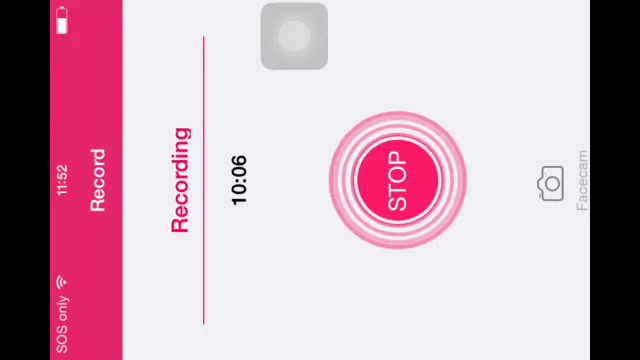 SOS only
11:52
Record
Recording
10:06
STOP
Facecam